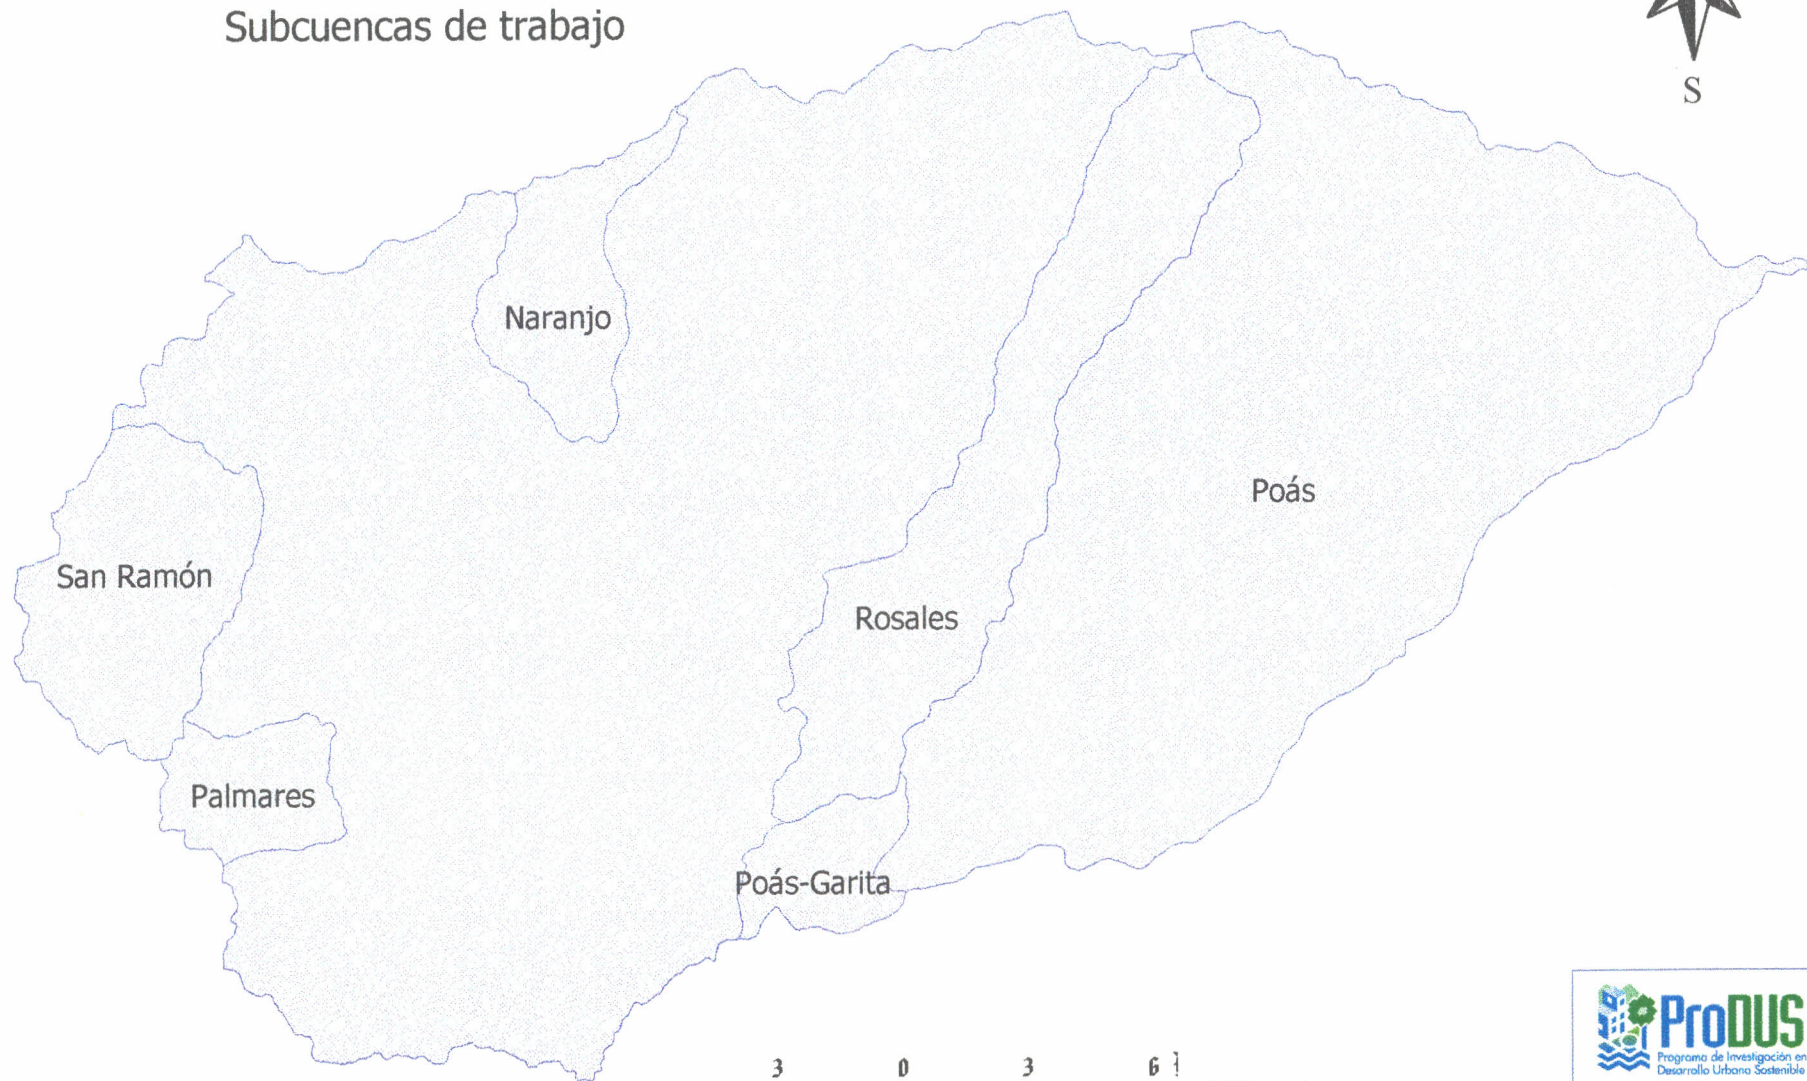 Subcuencas de trabajo
S
Naranjo
Poás
San Ramón
Rosales
Palmares
Poás-Garita
3 0 3 6
ProDUS
Programa de Investigación en
Desarrollo Urbano Sostenible